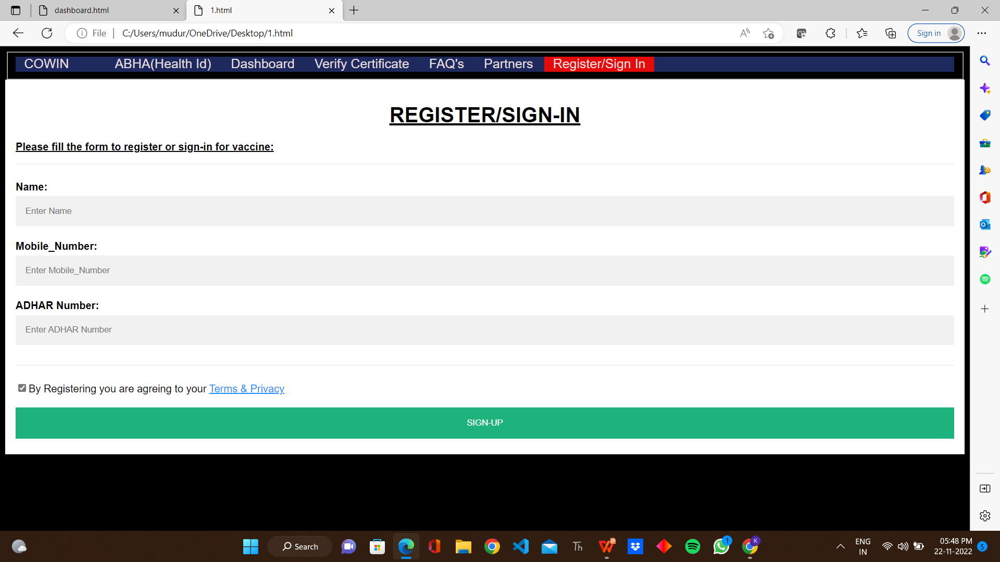 dashboard.html
1.html
File
C:/Users/mudur/OneDrive/Desktop/1.html
Sign in
COWIN ABHA(Health Id) Dashboard Verify Certificate FAQ's Partners Register/Sign In
REGISTER/SIGN-IN
Please fill the form to register or sign-in for vaccine:
Name:
Enter Name
Mobile_Number:
Enter Mobile_Number
ADHAR Number:
Enter ADHAR Number
By Registering you are agreing to your Terms & Privacy
SIGN-UP
Search
Th
1
K
ENG
IN
05:48 PM
22-11-2022
5